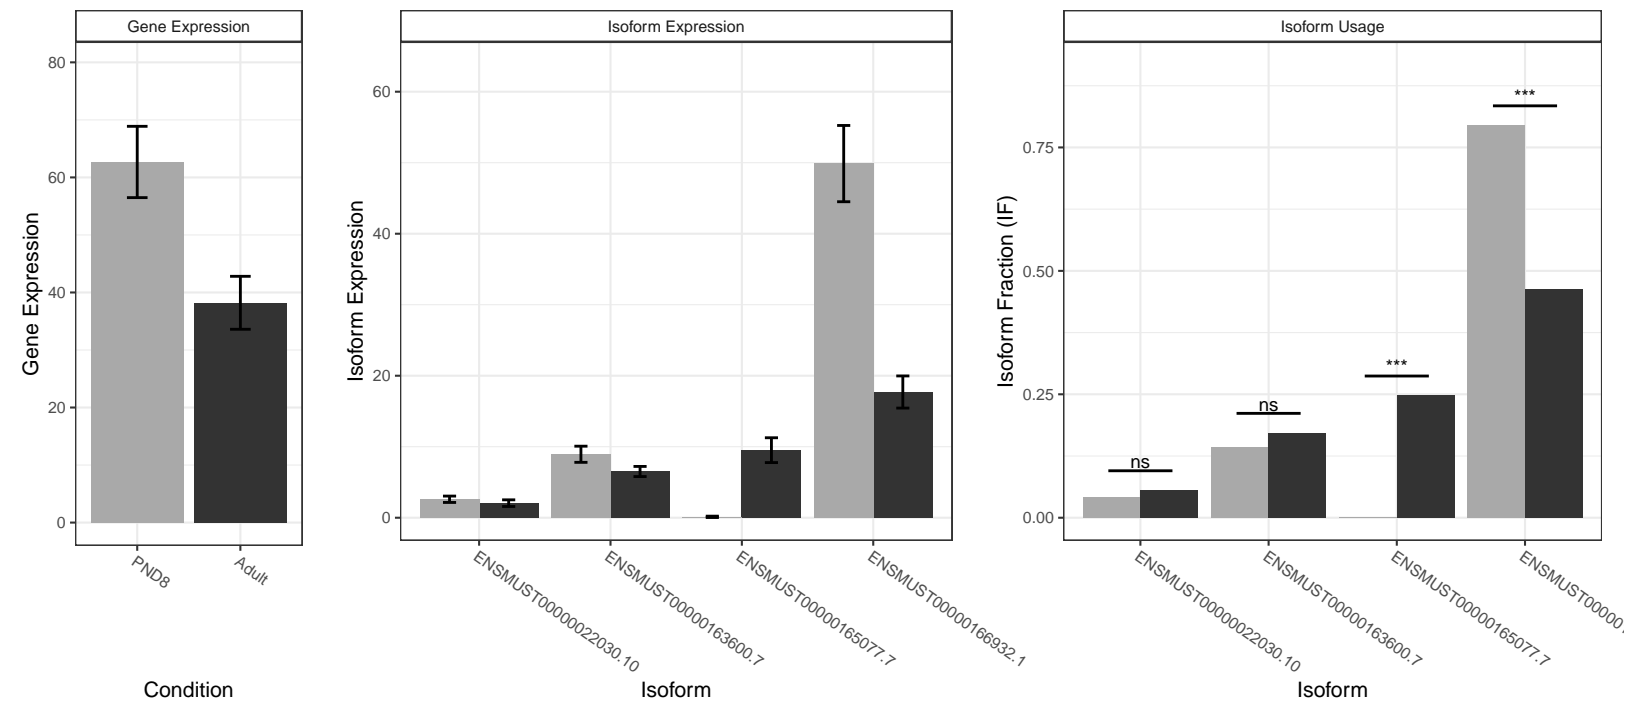 Gene Expression
Gene Expression
80
60
40
20
0
PND8
Adult
Condition
Isoform Expression
Isoform Expression
60
40
20
0
ENSMUST00000022030.10
ENSMUST00000163600.7
ENSMUST00000165077.7
ENSMUST00000166932.1
Isoform
Isoform Usage
Isoform Fraction (IF)
0.75
0.50
0.25
0.00
ns
ns
***
***
ENSMUST00000022030.10
ENSMUST00000163600.7
ENSMUST00000165077.7
ENSMUST00000.
Isoform